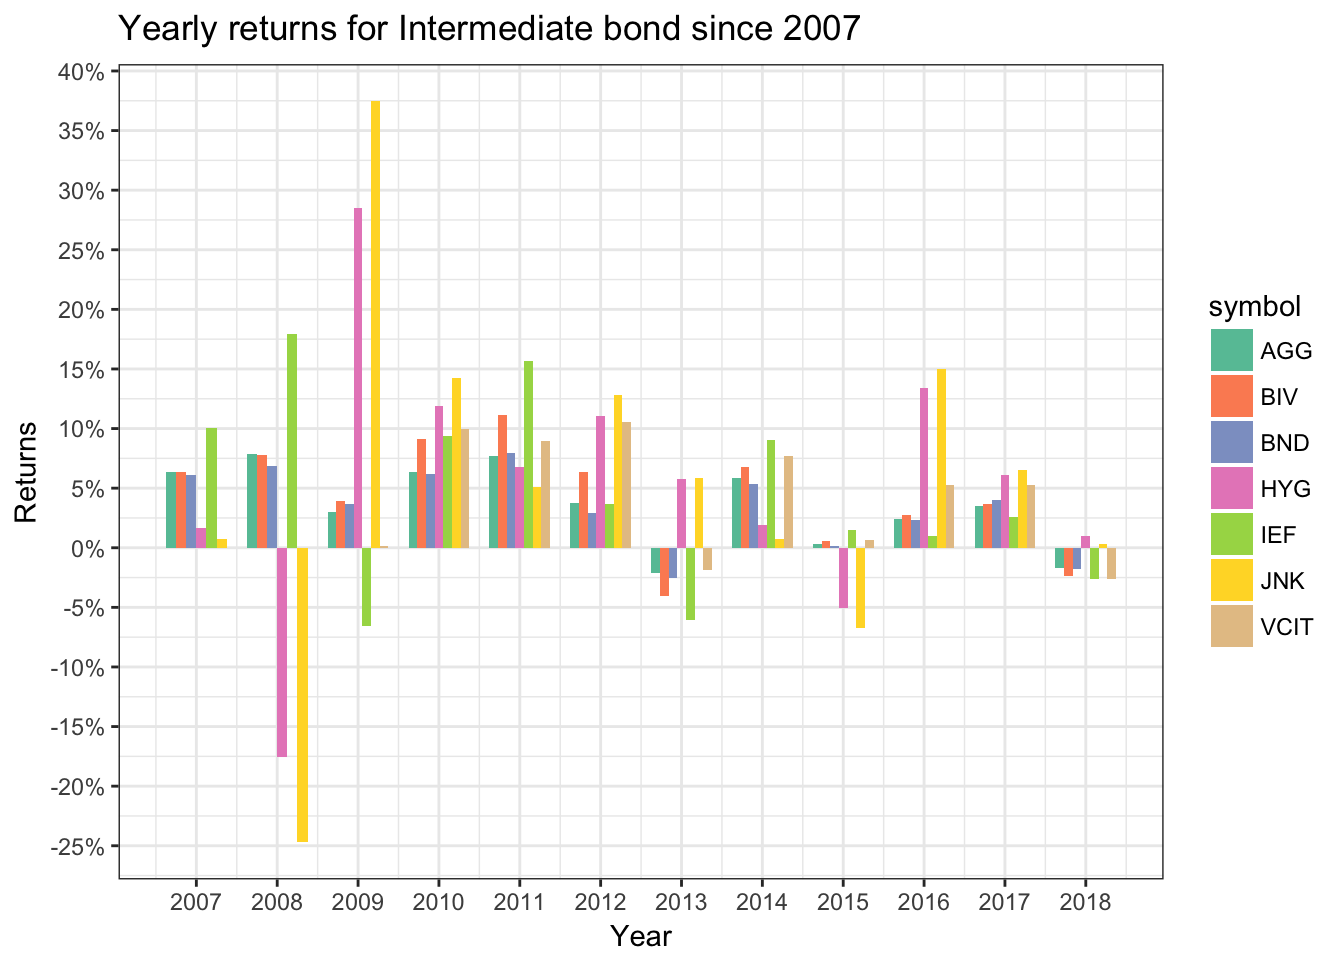 Yearly returns for Intermediate bond since 2007
40%
35%
30%
25%
20%
15%
10%
5%
0%
-5%
-10%
-15%
-20%
-25%
Returns
2007 2008 2009 2010 2011 2012 2013 2014 2015 2016 2017 2018
Year
symbol
AGG
BIV
BND
HYG
IEF
JNK
VCIT